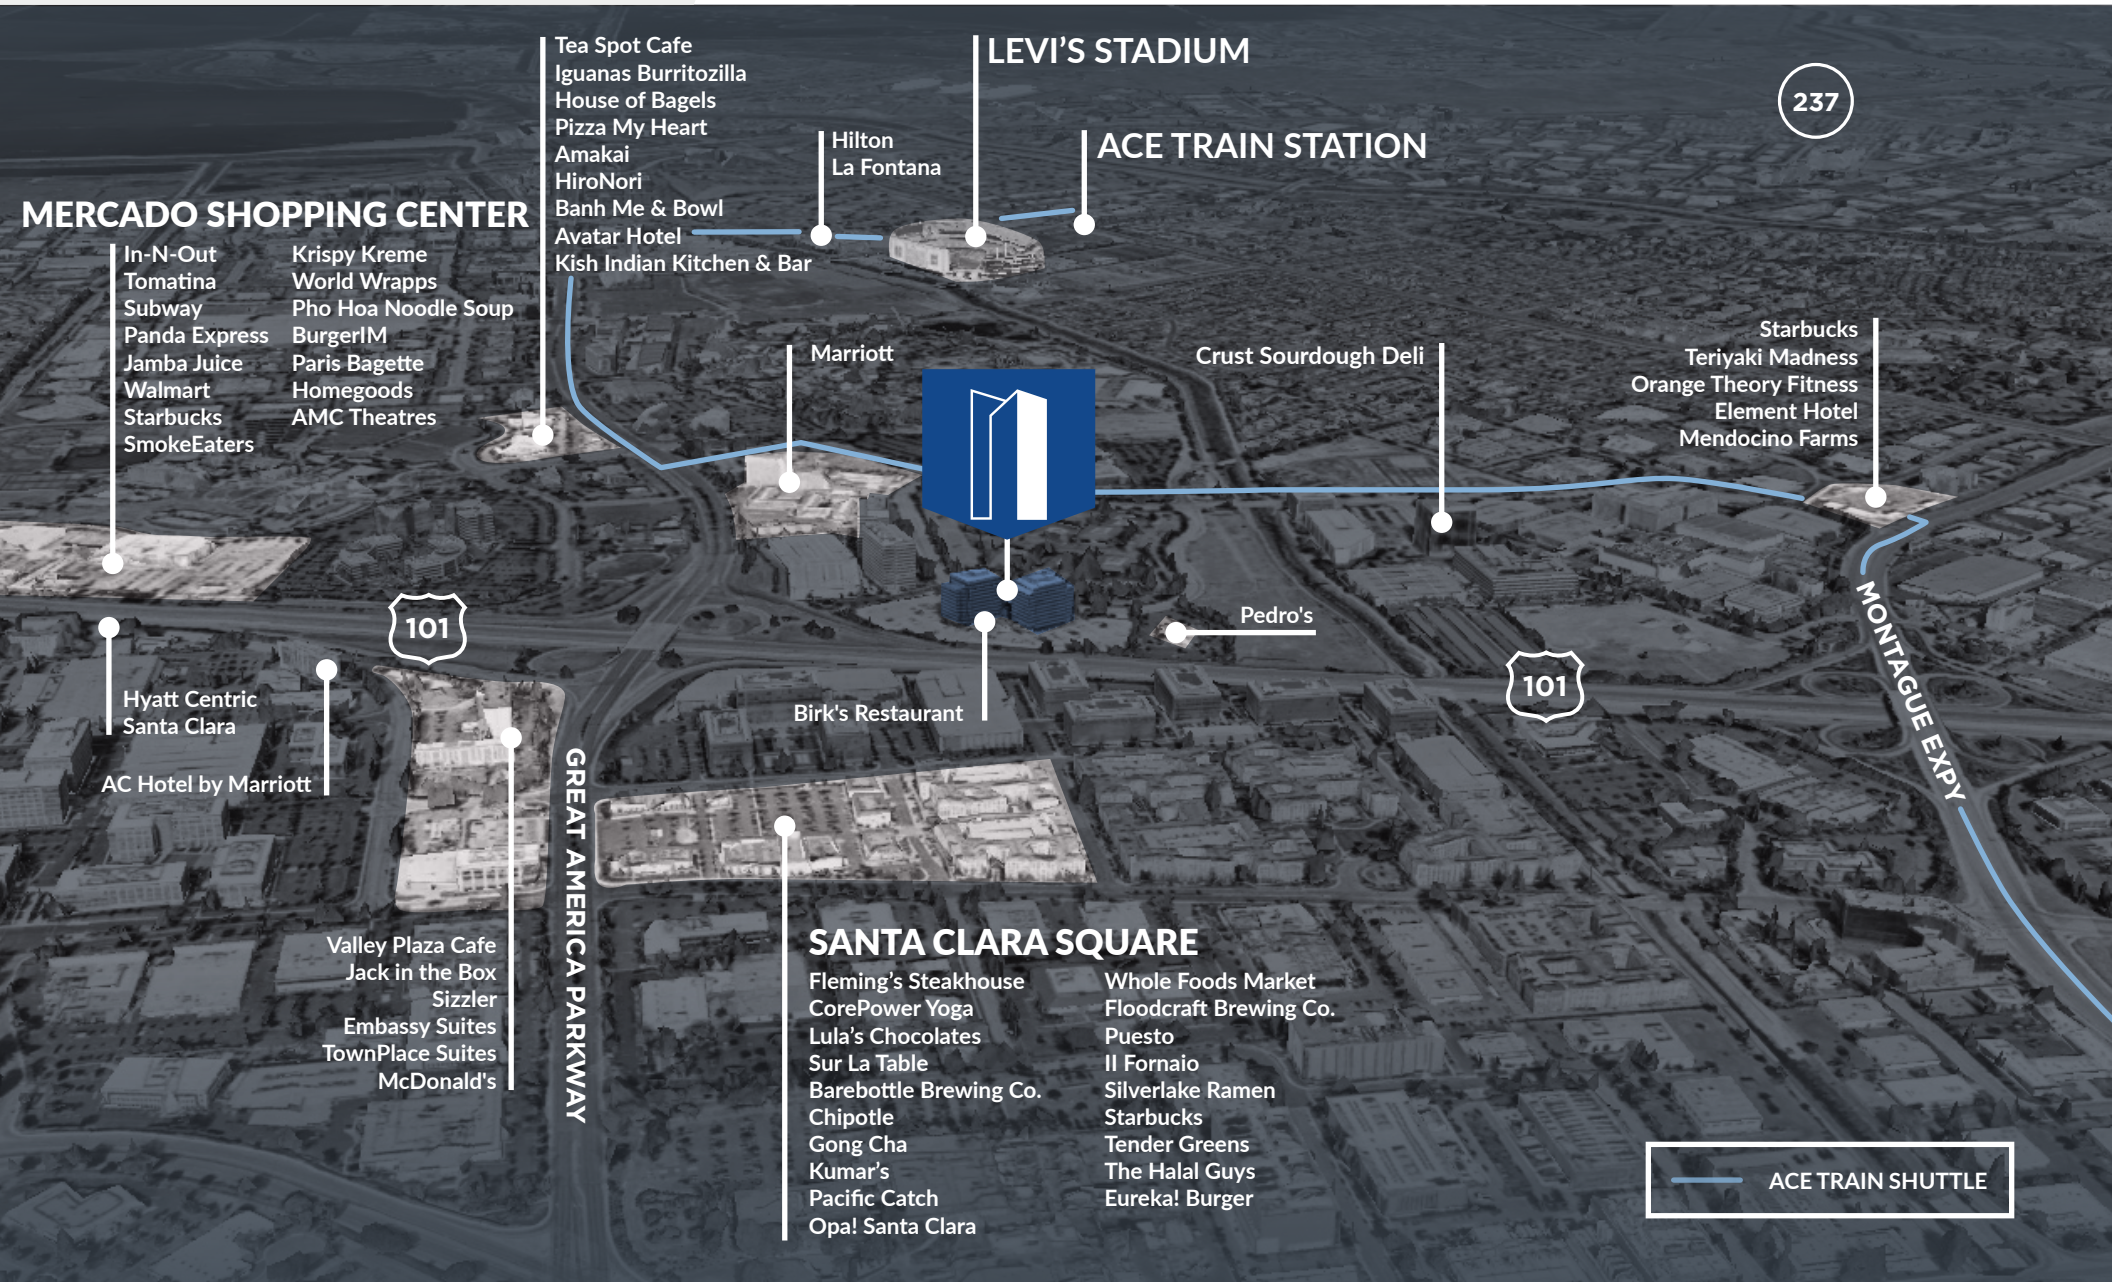 Tea Spot Cafe
Iguanas Burritozilla
House of Bagels
Pizza My Heart
Amakai
HiroNori
Banh Me & Bowl
Avatar Hotel
Kish Indian Kitchen & Bar
LEVI'S STADIUM
237
Hilton
La Fontana
ACE TRAIN STATION
MERCADO SHOPPING CENTER
In-N-Out
Tomatina
Subway
Panda Express
Jamba Juice
Walmart
Starbucks
SmokeEaters
Krispy Kreme
World Wrapps
Pho Hoa Noodle Soup
BurgerIM
Paris Bagette
Homegoods
AMC Theatres
Marriott
Crust Sourdough Deli
Starbucks
Teriyaki Madness
Orange Theory Fitness
Element Hotel
Mendocino Farms
101
Pedro's
101
MONTAGUE EXPY
Hyatt Centric
Santa Clara
AC Hotel by Marriott
Birk's Restaurant
GREAT AMERICA PARKWAY
Valley Plaza Cafe
Jack in the Box
Sizzler
Embassy Suites
TownPlace Suites
McDonald's
SANTA CLARA SQUARE
Fleming's Steakhouse
CorePower Yoga
Lula's Chocolates
Sur La Table
Barebottle Brewing Co.
Chipotle
Gong Cha
Kumar's
Pacific Catch
Opa! Santa Clara
Whole Foods Market
Floodcraft Brewing Co.
Puesto
Il Fornaio
Silverlake Ramen
Starbucks
Tender Greens
The Halal Guys
Eureka! Burger
ACE TRAIN SHUTTLE